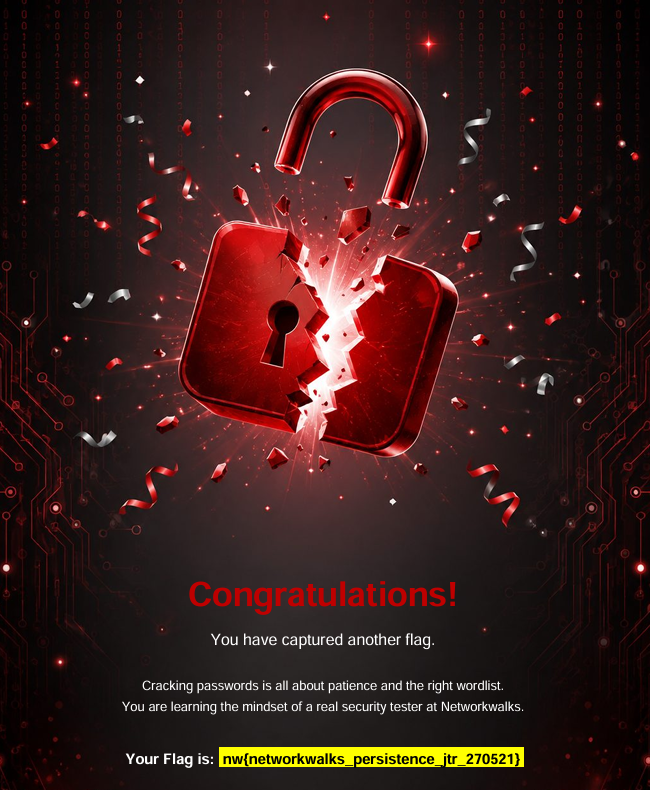 Congratulations!
You have captured another flag.
Cracking passwords is all about patience and the right wordlist.
You are learning the mindset of a real security tester at Networkwalks.
Your Flag is: nw{networkwalks_persistence_jtr_270521}